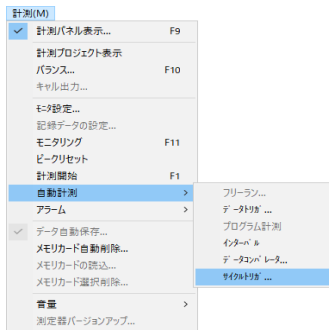 計測(M)
計測パネル表示... F9
計測プロジェクト表示
バランス... F10
キャル出力...
ﾓﾆﾀ設定...
記録データの設定...
モニタリング F11
ピークリセット
計測開始 F1
自動計測 >
アラーム >
データ自動保存...
メモリカード自動削除...
メモリカードの読込...
メモリカード選択削除...
音量 >
測定器バージョンアップ...
フリーラン...
ﾃﾞｰﾀﾄﾘｶﾞ...
プログラム計測
ｲﾝﾀｰﾊﾞﾙ
ﾃﾞｰﾀｺﾝﾊﾟﾚｰﾀ...
ｻｲｸﾙﾄﾘｶﾞ...